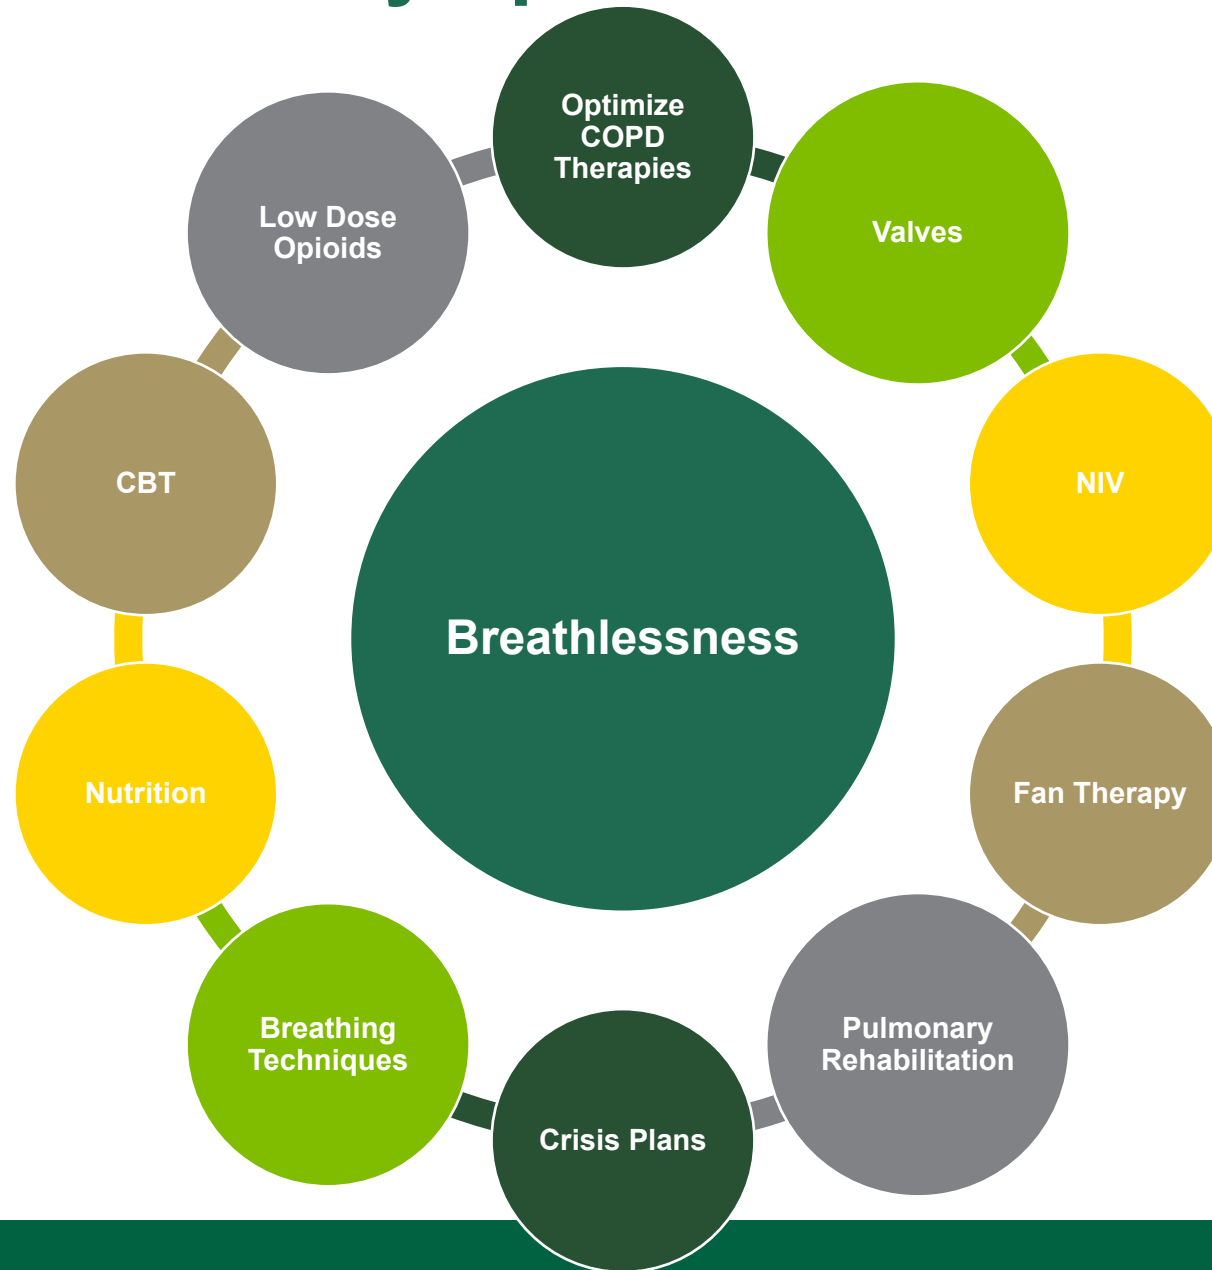 Optimize
COPD
Therapies
Valves
NIV
Fan Therapy
Pulmonary
Rehabilitation
Crisis Plans
Breathing
Techniques
Nutrition
CBT
Low Dose
Opioids
Breathlessness